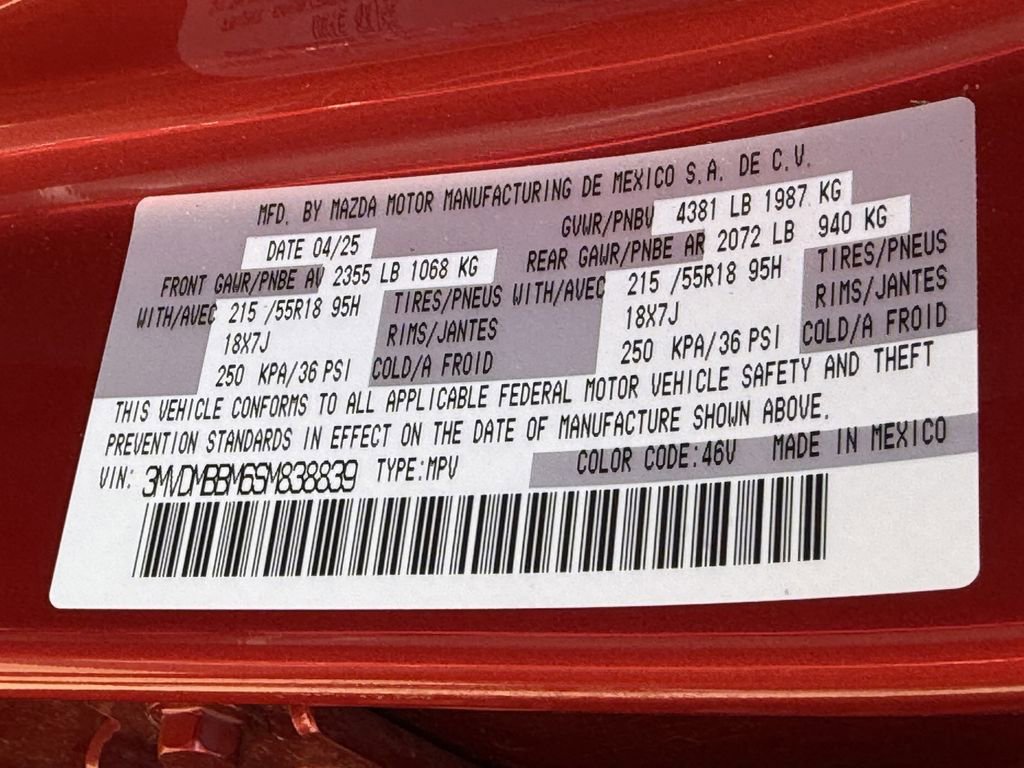 MFD. BY MAZDA MOTOR MANUFACTURING DE MEXICO S.A. DE C.V.
DATE 04/25 GVWR/PNBV 4381 LB 1987 KG
FRONT GAWR/PNBE AV 2355 LB 1068 KG REAR GAWR/PNBE AR 2072 LB 940 KG
WITH/AVEC 215 /55R18 95H TIRES/PNEUS WITH/AVEC 215 /55R18 95H TIRES/PNEUS
18X7J RIMS/JANTES 18X7J RIMS/JANTES
250 KPA/36 PSI COLD/A FROID 250 KPA/36 PSI COLD/A FROID
THIS VEHICLE CONFORMS TO ALL APPLICABLE FEDERAL MOTOR VEHICLE SAFETY AND THEFT
PREVENTION STANDARDS IN EFFECT ON THE DATE OF MANUFACTURE SHOWN ABOVE.
VIN: 3MVDMBBM6SM838839 TYPE:MPV COLOR CODE:46V MADE IN MEXICO